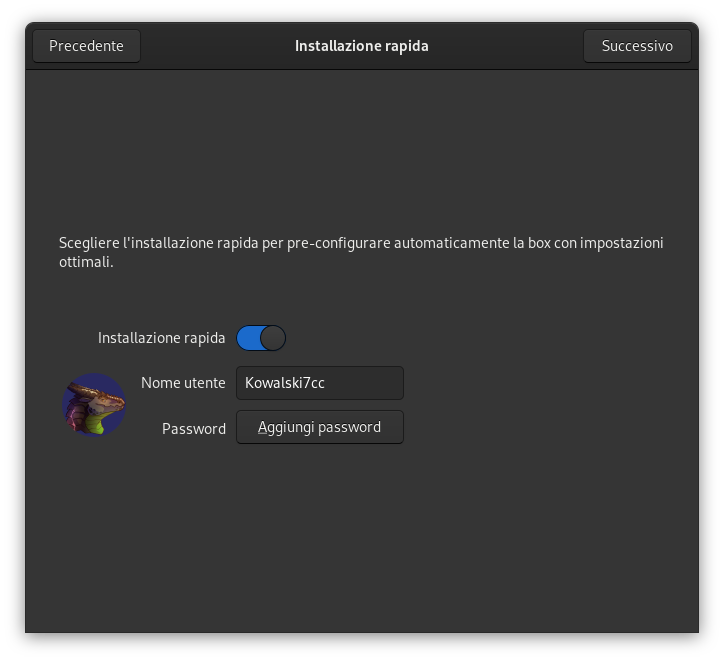 Precedente
Installazione rapida
Successivo
Scegliere l'installazione rapida per pre-configurare automaticamente la box con impostazioni
ottimali.
Installazione rapida
Nome utente
Kowalski7cc
Password
Aggiungi password